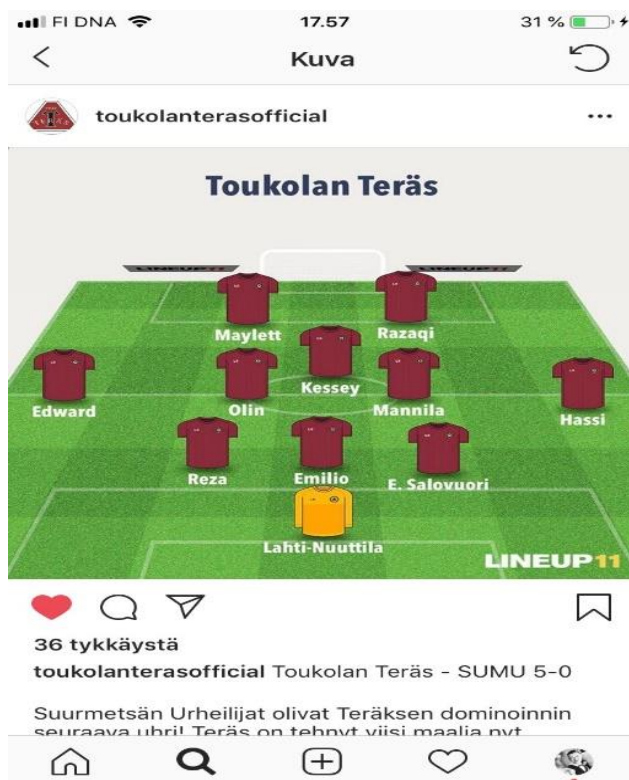 FI DNA 17.57 31 %
Kuva
toukolanterasofficial
Toukolan Teräs
LINEUP11 LINEUP11
Maylett Razaqi
Kessey
Edward Olin Mannila Hassi
Reza Emilio E. Salovuori
Lahti-Nuuttila
LINEUP11
36 tykkäystä
toukolanterasofficial Toukolan Teräs - SUMU 5-0
Suurmetsän Urheilijat olivat Teräksen dominoinnin
seuraava uhri! Teräs on tehnyt viisi maalia nyt